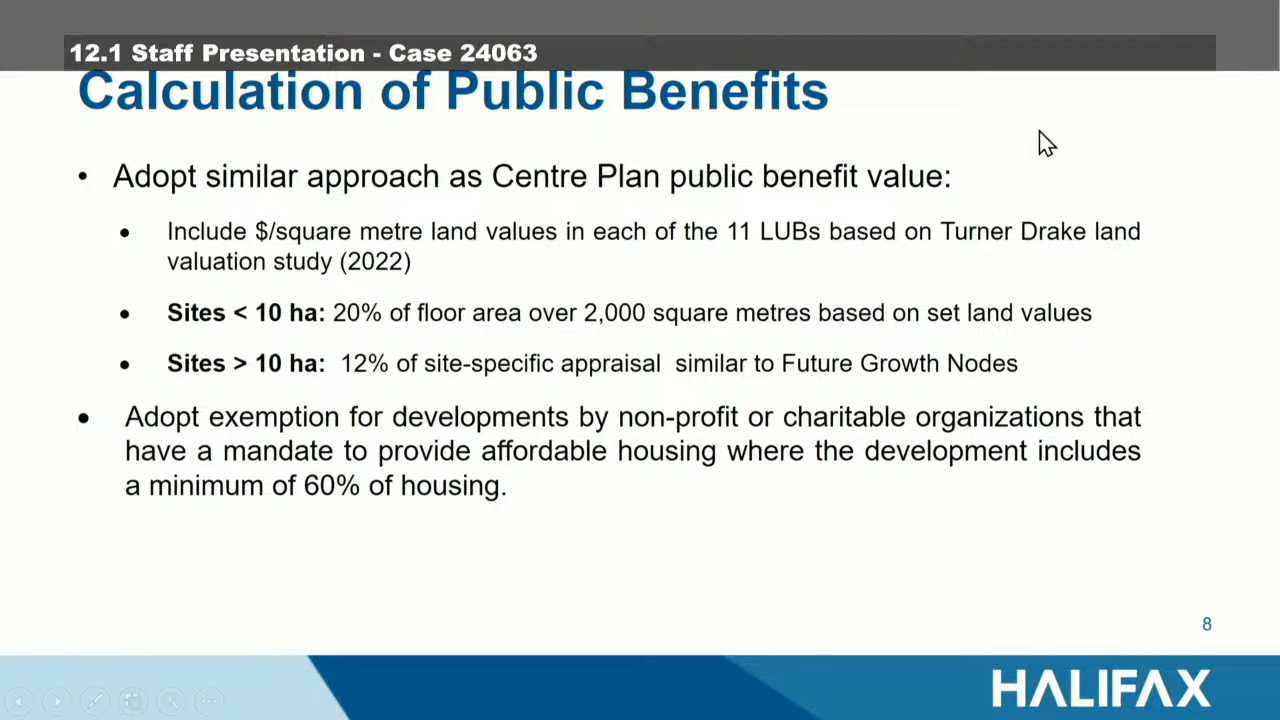 12.1 Staff Presentation - Case 24063
Calculation of Public Benefits
• Adopt similar approach as Centre Plan public benefit value:
• Include $/square metre land values in each of the 11 LUBs based on Turner Drake land
valuation study (2022)
• Sites < 10 ha: 20% of floor area over 2,000 square metres based on set land values
• Sites > 10 ha: 12% of site-specific appraisal similar to Future Growth Nodes
• Adopt exemption for developments by non-profit or charitable organizations that
have a mandate to provide affordable housing where the development includes
a minimum of 60% of housing.
8
HALIFAX